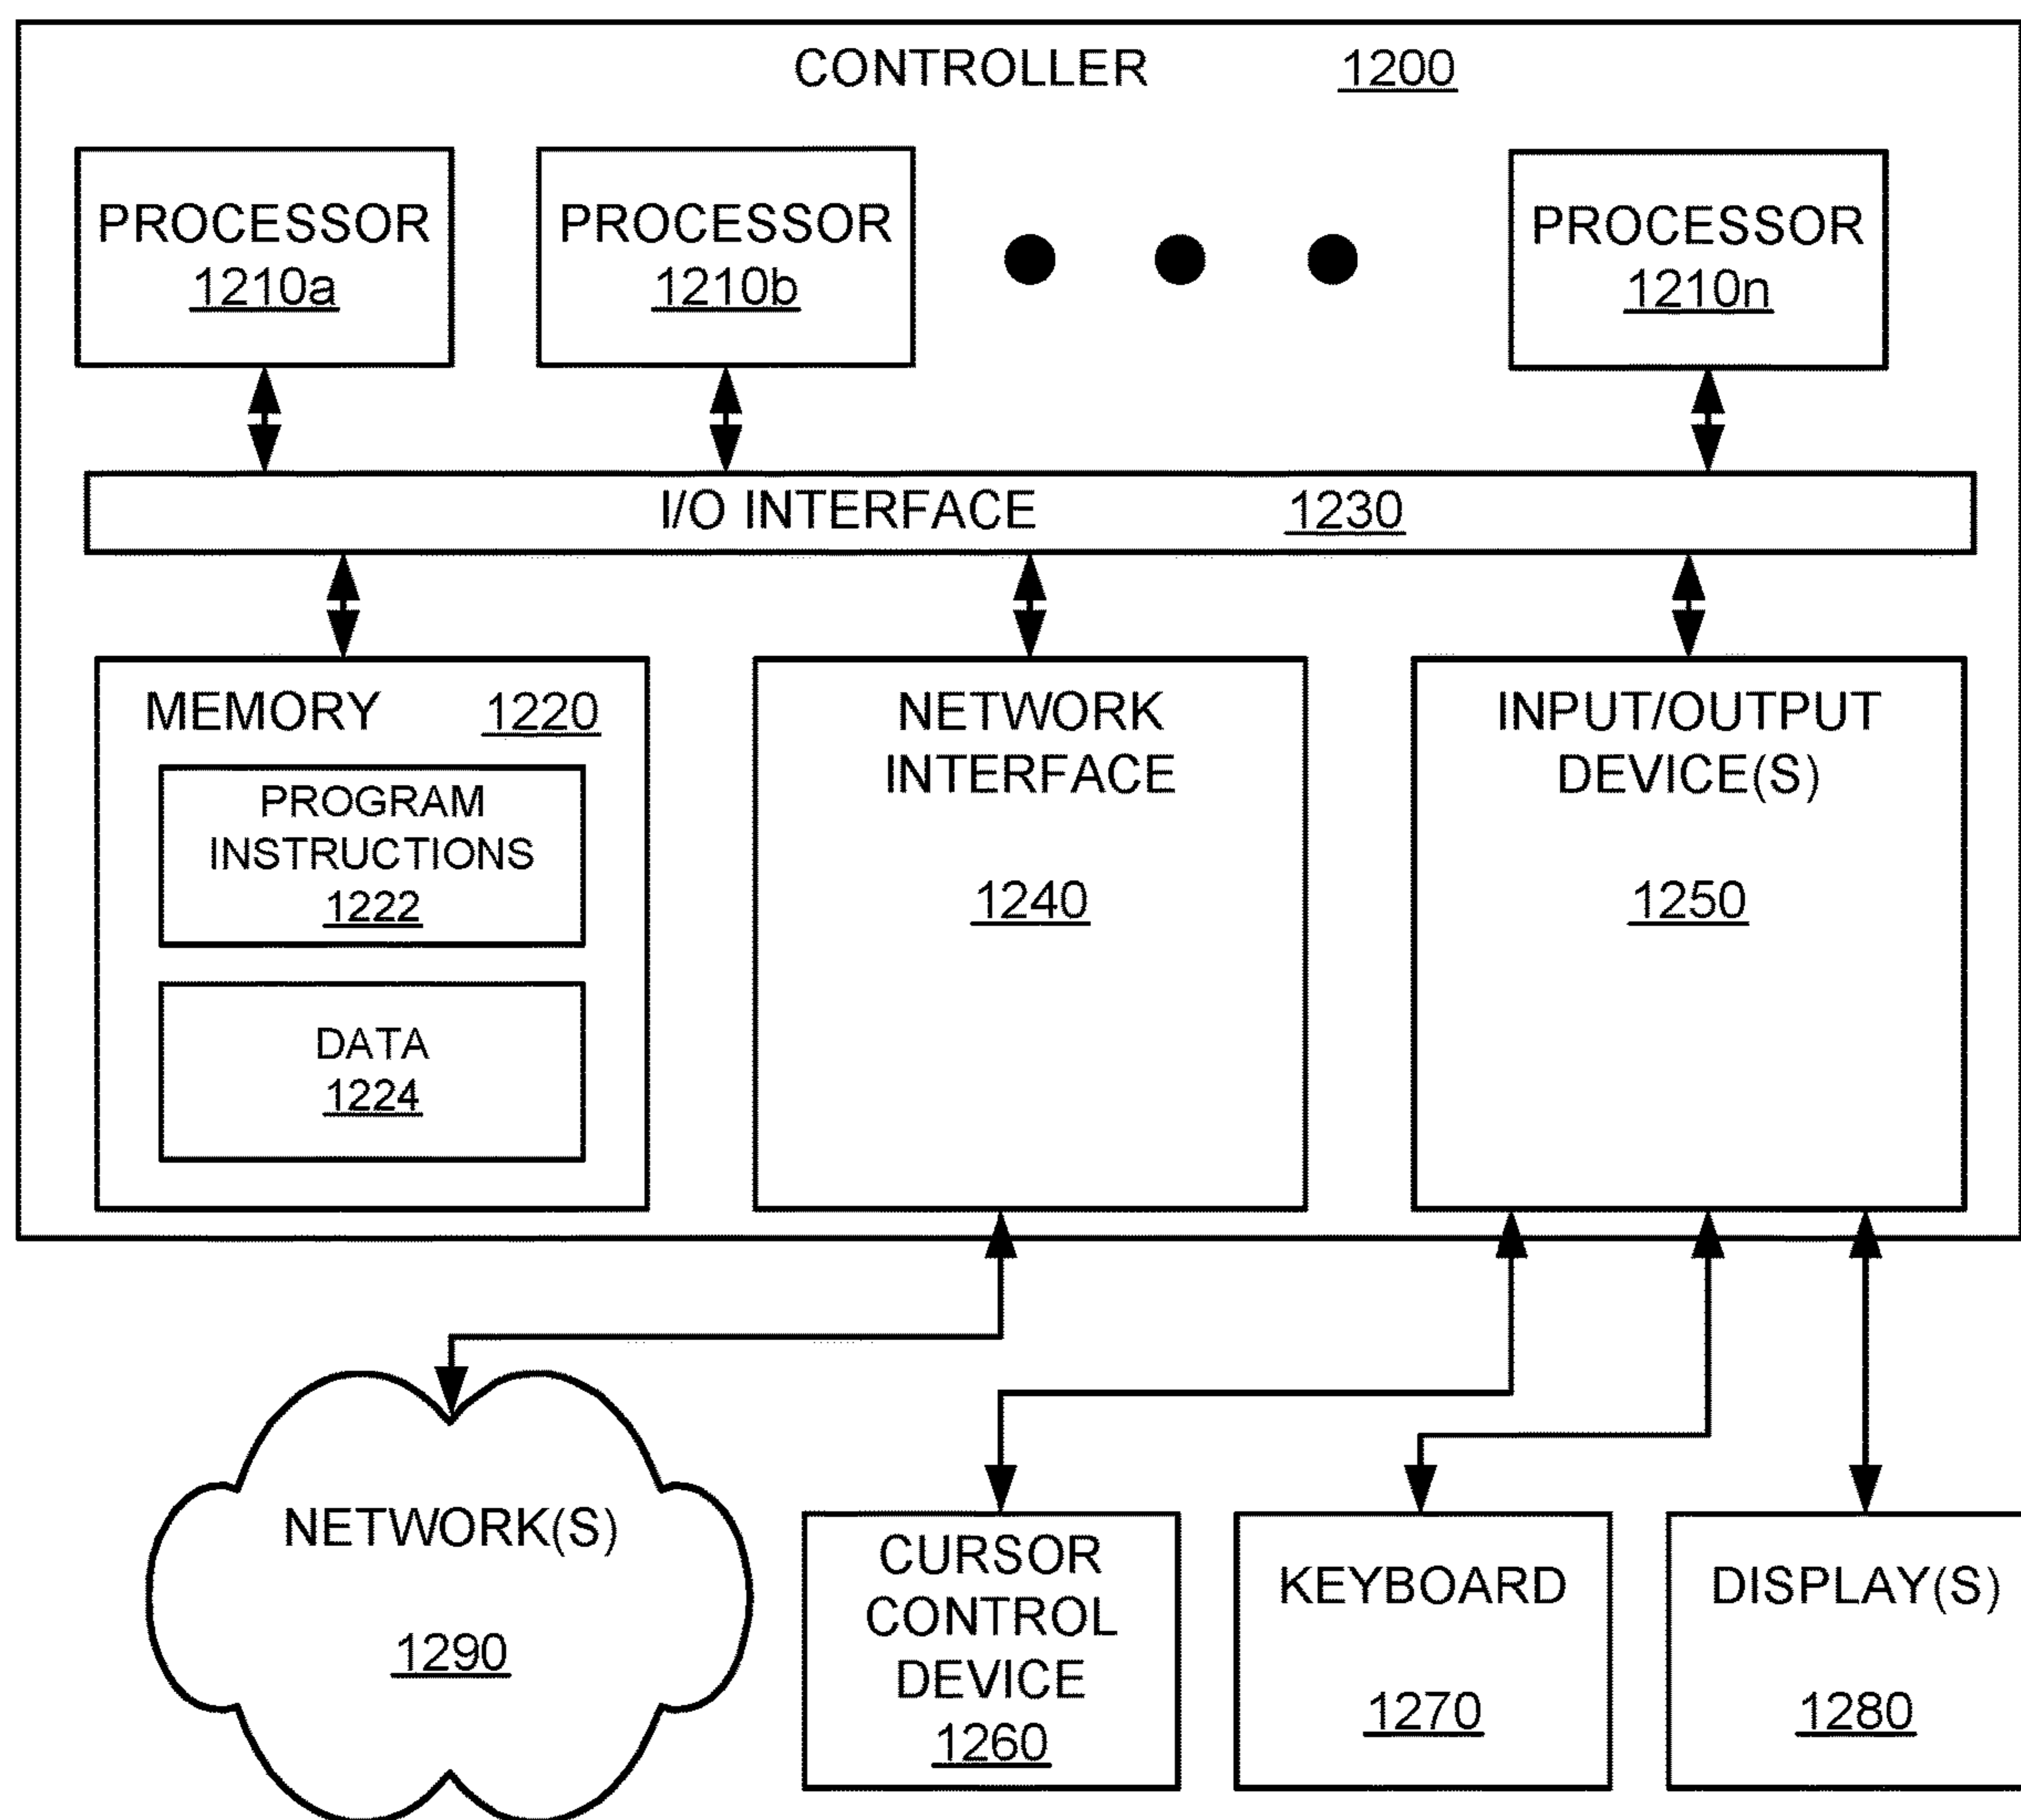 CONTROLLER 1200
PROCESSOR
1210a
PROCESSOR
1210b
PROCESSOR
1210n
I/O INTERFACE 1230
MEMORY 1220
PROGRAM
INSTRUCTIONS
1222
DATA
1224
NETWORK
INTERFACE
1240
INPUT/OUTPUT
DEVICE(S)
1250
NETWORK(S)
1290
CURSOR
CONTROL
DEVICE
1260
KEYBOARD
1270
DISPLAY(S)
1280